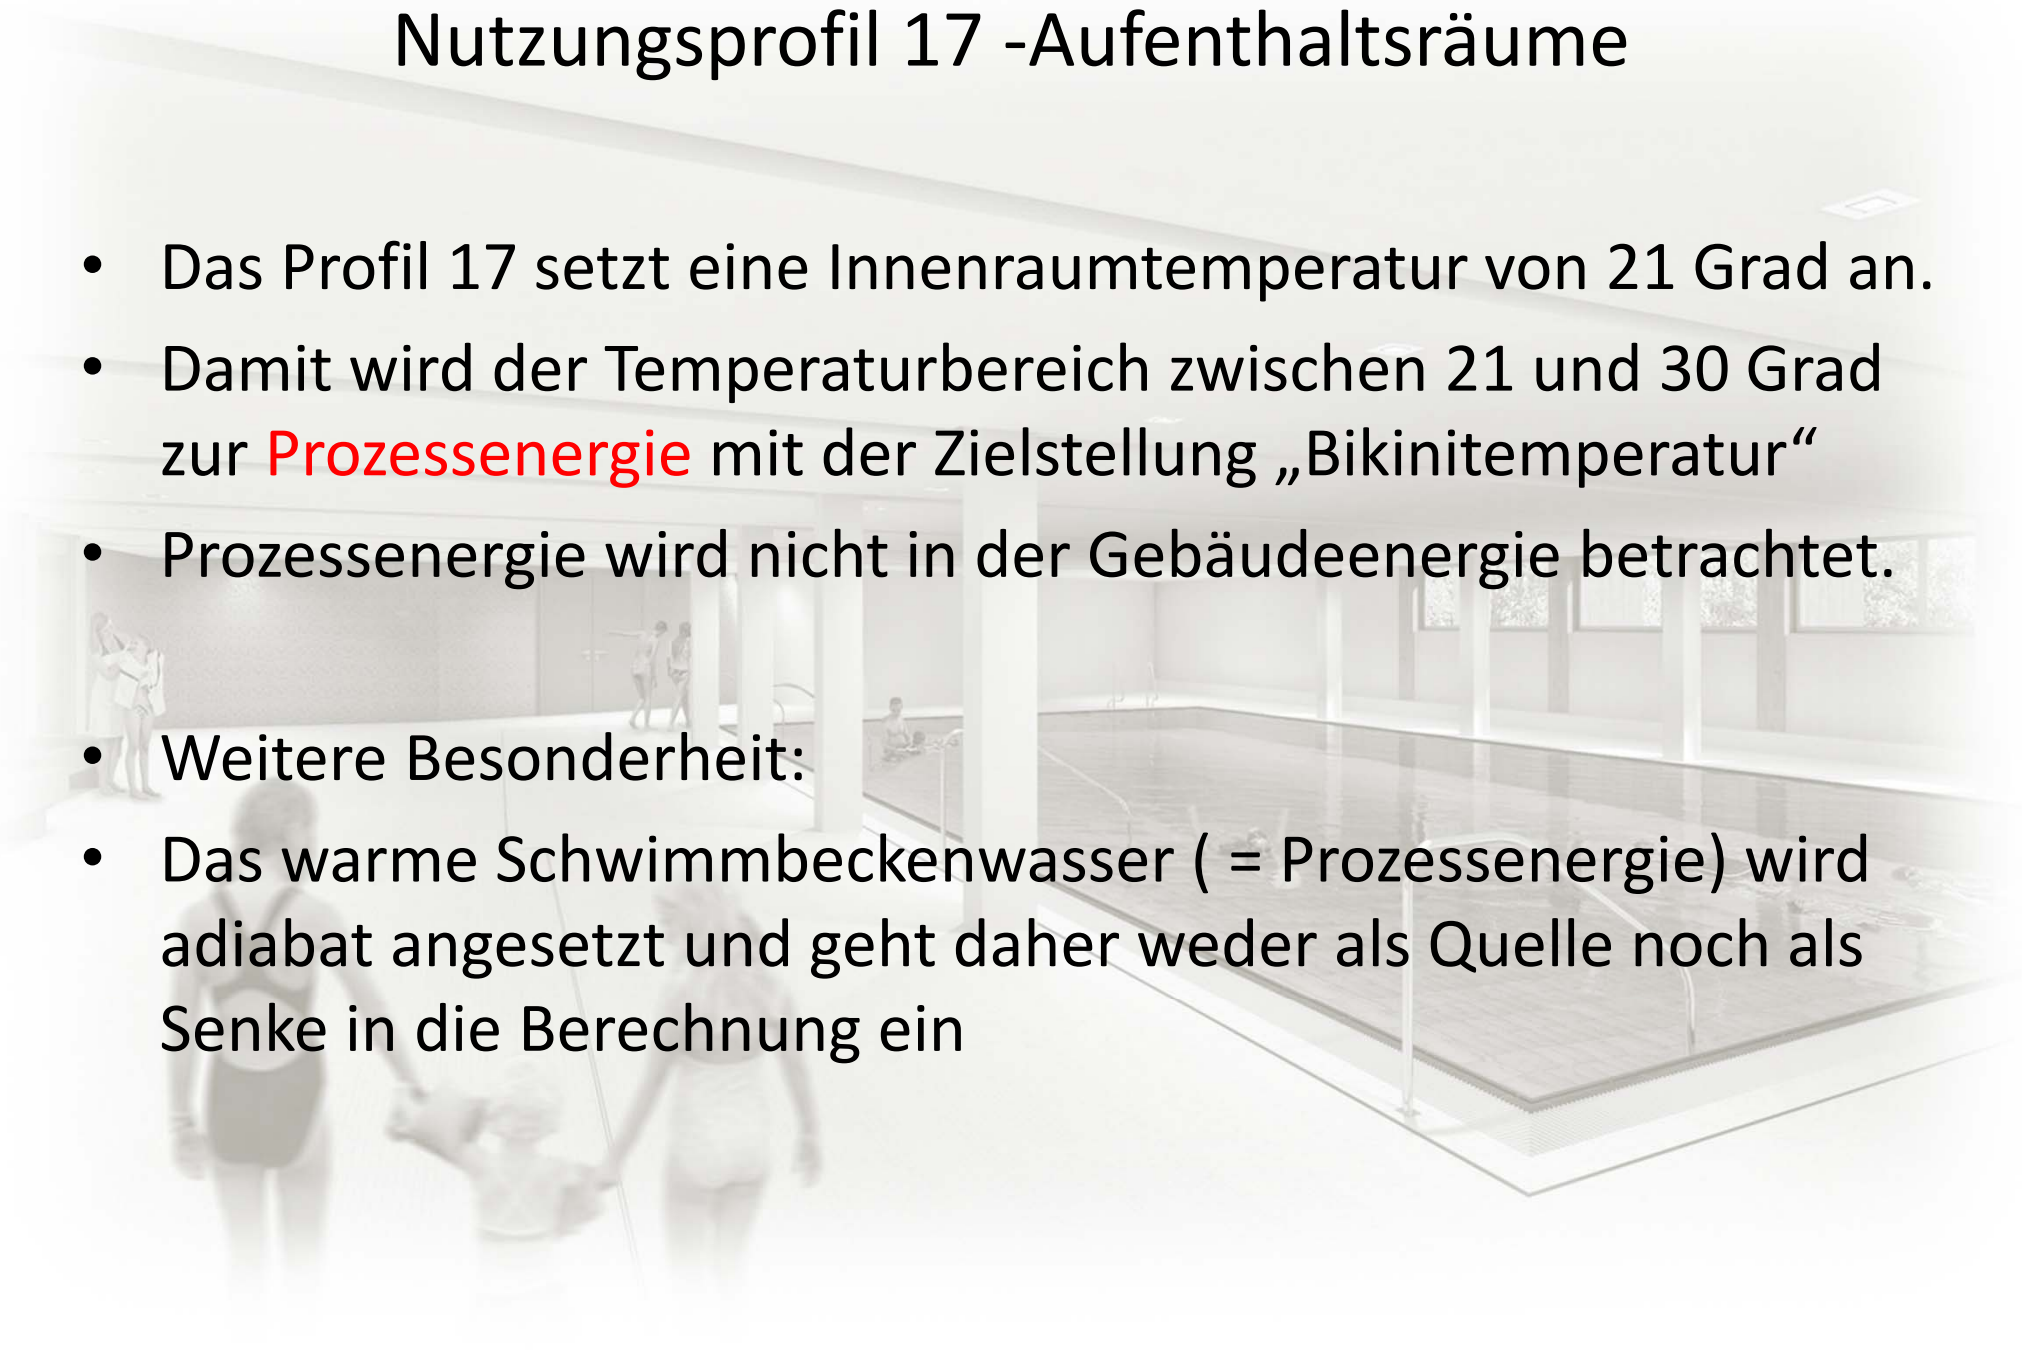 Nutzungsprofil 17 -Aufenthaltsräume
• Das Profil 17 setzt eine Innenraumtemperatur von 21 Grad an.
• Damit wird der Temperaturbereich zwischen 21 und 30 Grad
zur Prozessenergie mit der Zielstellung „Bikinitemperatur“
• Prozessenergie wird nicht in der Gebäudeenergie betrachtet.
• Weitere Besonderheit:
• Das warme Schwimmbeckenwasser ( = Prozessenergie) wird
adiabat angesetzt und geht daher weder als Quelle noch als
Senke in die Berechnung ein